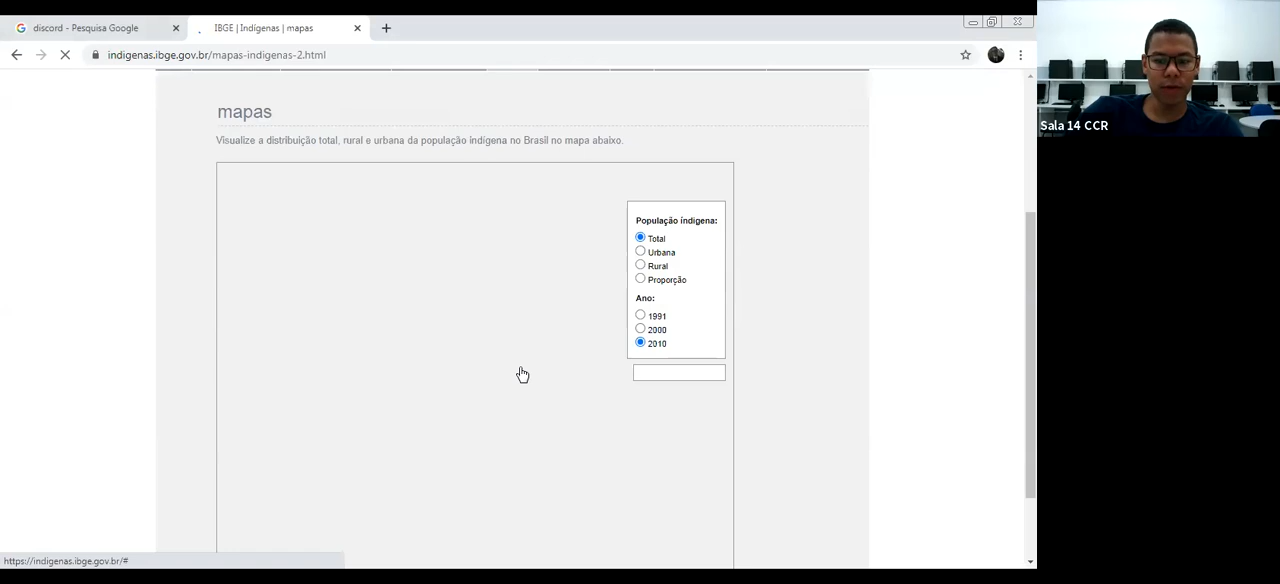 discord - Pesquisa Google
IBGE | Indígenas | mapas
indigenas.ibge.gov.br/mapas-indigenas-2.html
Sala 14 CCR
mapas
Visualize a distribuição total, rural e urbana da população indígena no Brasil no mapa abaixo.
População índigena:
Total
Urbana
Rural
Proporção
Ano:
1991
2000
2010
https://indigenas.ibge.gov.br/#